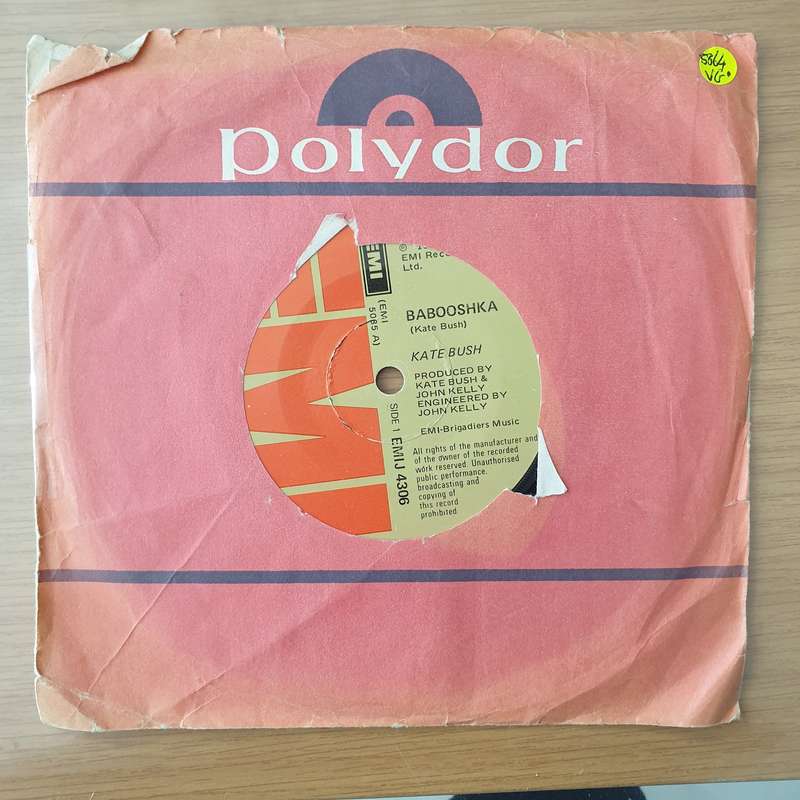 5864
VG.
polydor
EMI
(EMI
5085 A)
EMI Reco
Ltd.
BABOOSHKA
(Kate Bush)
KATE BUSH
PRODUCED BY
KATE BUSH &
JOHN KELLY
ENGINEERED BY
JOHN KELLY
EMI-Brigadiers Music
SIDE 1 EMIJ 4306
All rights of the manufacturer and
of the owner of the recorded
work reserved. Unauthorised
public performance,
broadcasting and
copying of
this record
prohibited